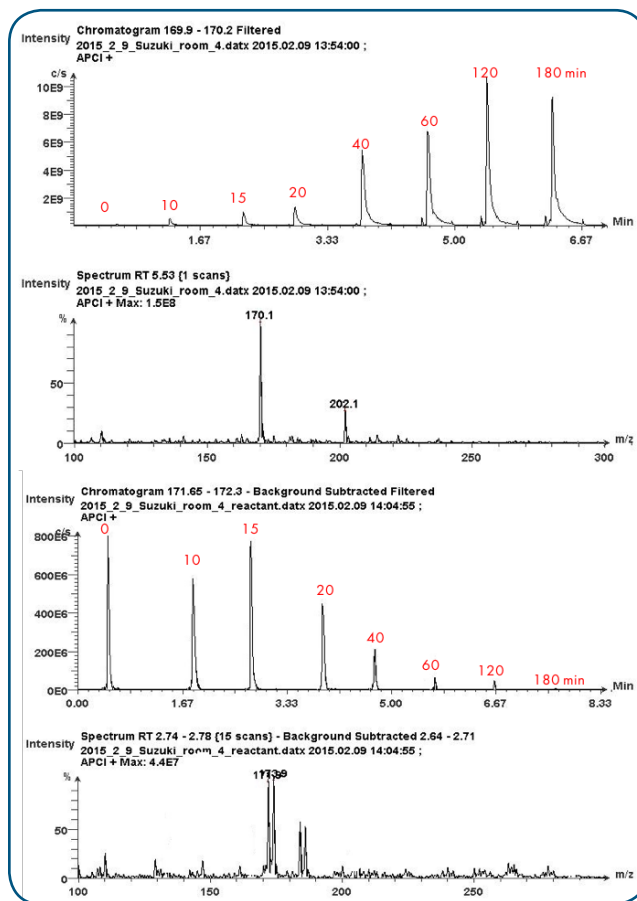 Chromatogram 169.9 - 170.2 Filtered
Intensity
2015_2_9_Suzuki_room_4.datx 2015.02.09 13:54:00 ;
APCI +
c/s
120 180 min
10E9
8E9
60
40
6E9
4E9
20
15
10
2E9
0
Min
1.67 3.33 5.00 6.67
Spectrum RT 5.53 {1 scans}
Intensity
2015_2_9_Suzuki_room_4.datx 2015.02.09 13:54:00 ;
APCI + Max: 1.5E8
%
170.1
50
202.1
m/z
100 150 200 250 300
Chromatogram 171.65 - 172.3 - Background Subtracted Filtered
Intensity
2015_2_9_Suzuki_room_4_reactant.datx 2015.02.09 14:04:55 ;
APCI +
c/s
0 15
800E6
10
600E6
20
400E6
40
200E6
60
120
180 min
0E0
Min
0.00 1.67 3.33 5.00 6.67 8.33
Spectrum RT 2.74 - 2.78 {15 scans} - Background Subtracted 2.64 - 2.71
Intensity
2015_2_9_Suzuki_room_4_reactant.datx 2015.02.09 14:04:55 ;
APCI + Max: 4.4E7
%
173.9
50
m/z
100 150 200 250